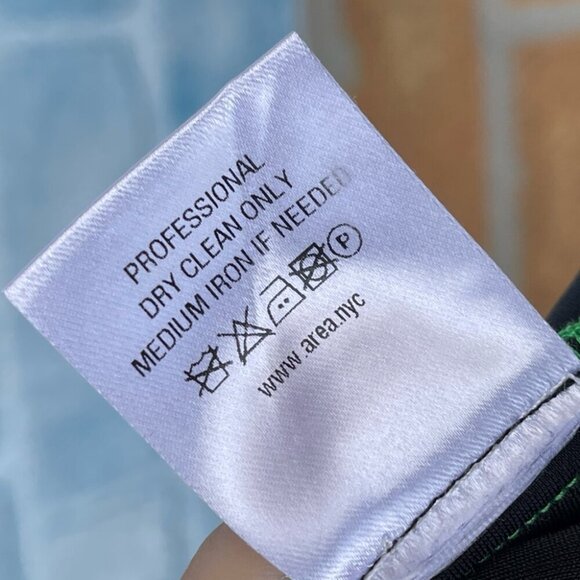 PROFESSIONAL
DRY CLEAN ONLY
MEDIUM IRON IF NEEDED
P
www.area.nyc